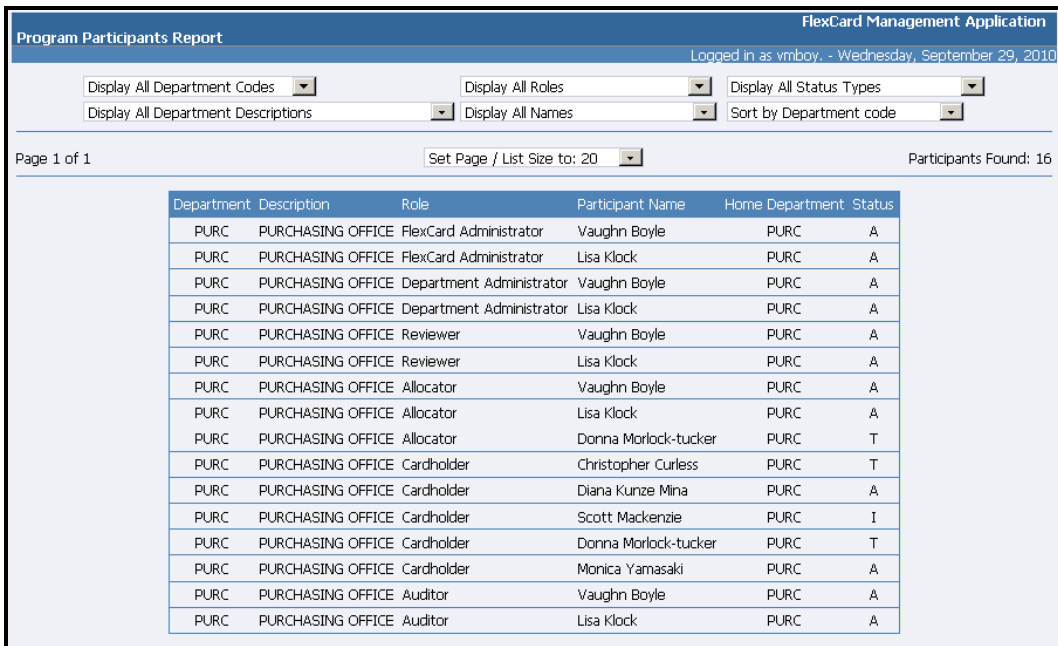 FlexCard Management Application
Program Participants Report
Logged in as vmboy. - Wednesday, September 29, 2010
Display All Department Codes Display All Roles Display All Status Types
Display All Department Descriptions Display All Names Sort by Department code
Page 1 of 1 Set Page / List Size to: 20 Participants Found: 16
Department Description Role Participant Name Home Department Status
PURC PURCHASING OFFICE FlexCard Administrator Vaughn Boyle PURC A
PURC PURCHASING OFFICE FlexCard Administrator Lisa Klock PURC A
PURC PURCHASING OFFICE Department Administrator Vaughn Boyle PURC A
PURC PURCHASING OFFICE Department Administrator Lisa Klock PURC A
PURC PURCHASING OFFICE Reviewer Vaughn Boyle PURC A
PURC PURCHASING OFFICE Reviewer Lisa Klock PURC A
PURC PURCHASING OFFICE Allocator Vaughn Boyle PURC A
PURC PURCHASING OFFICE Allocator Lisa Klock PURC A
PURC PURCHASING OFFICE Allocator Donna Morlock-tucker PURC T
PURC PURCHASING OFFICE Cardholder Christopher Curless PURC T
PURC PURCHASING OFFICE Cardholder Diana Kunze Mina PURC A
PURC PURCHASING OFFICE Cardholder Scott Mackenzie PURC I
PURC PURCHASING OFFICE Cardholder Donna Morlock-tucker PURC T
PURC PURCHASING OFFICE Cardholder Monica Yamasaki PURC A
PURC PURCHASING OFFICE Auditor Vaughn Boyle PURC A
PURC PURCHASING OFFICE Auditor Lisa Klock PURC A